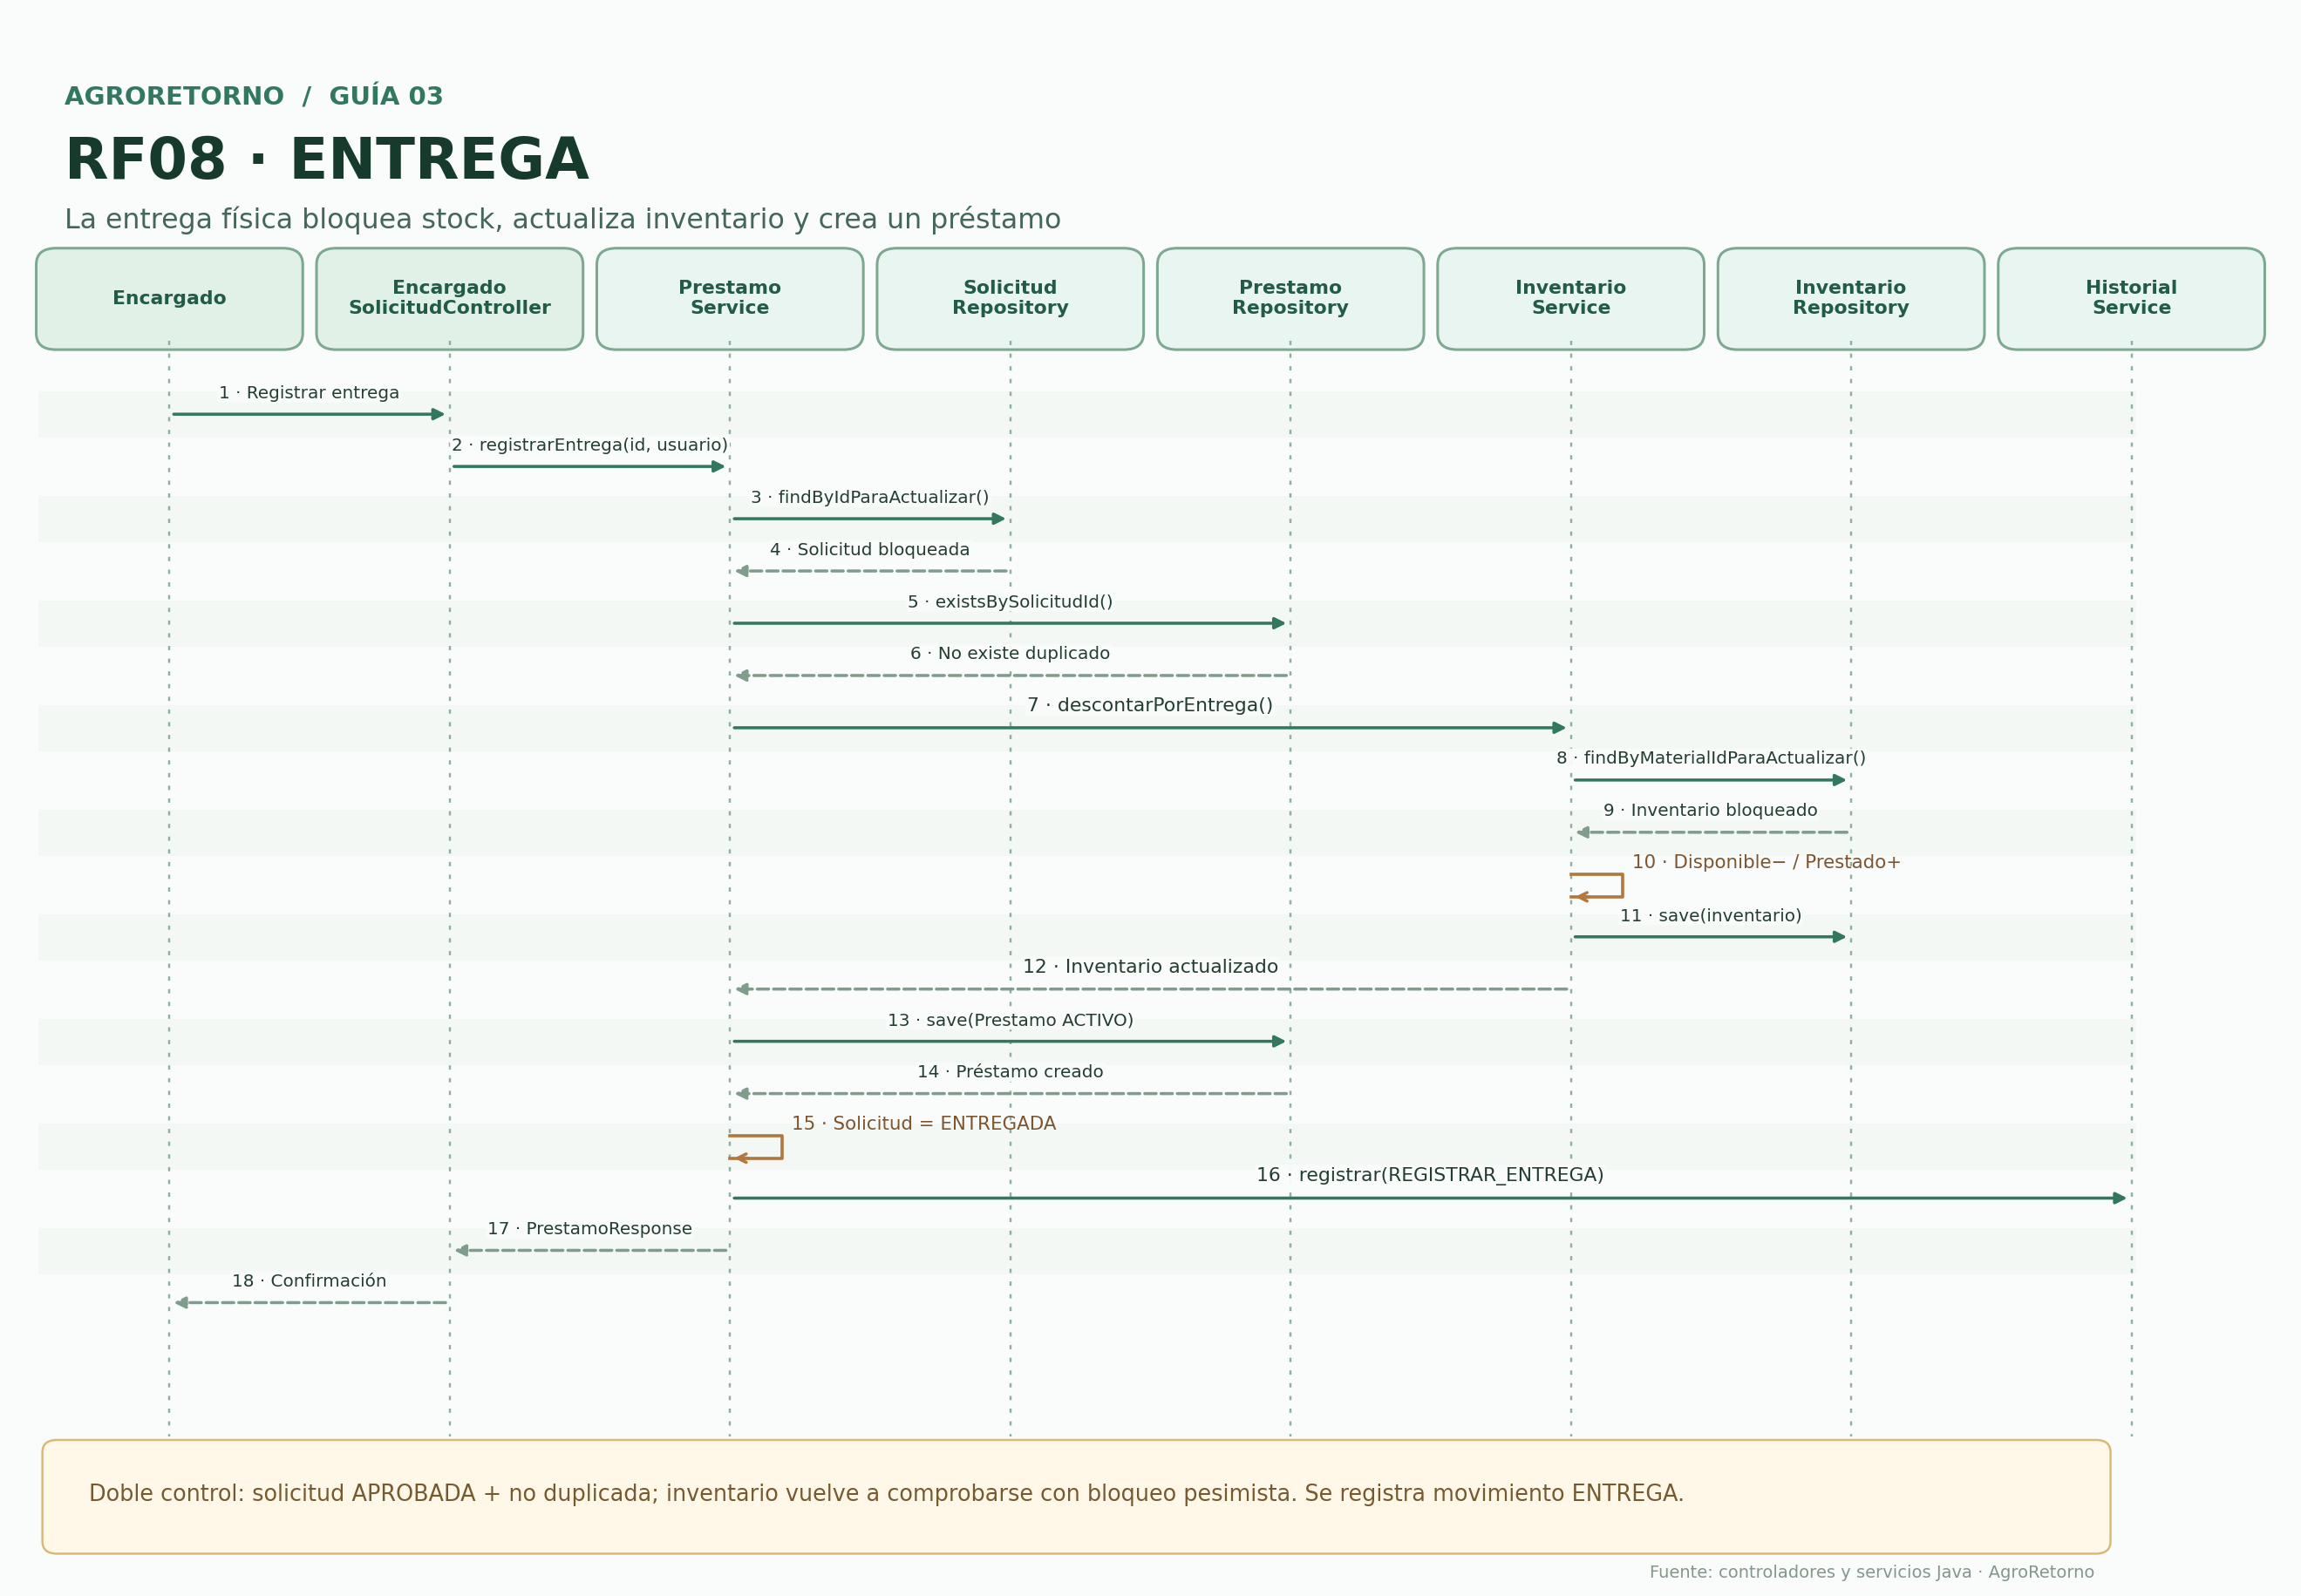 AGRORETORNO / GUÍA 03
RF08 · ENTREGA
La entrega física bloquea stock, actualiza inventario y crea un préstamo
Encargado
Encargado
SolicitudController
Prestamo
Service
Solicitud
Repository
Prestamo
Repository
Inventario
Service
Inventario
Repository
Historial
Service
1 · Registrar entrega
2 · registrarEntrega(id, usuario)
3 · findByIdParaActualizar()
4 · Solicitud bloqueada
5 · existsBySolicitudId()
6 · No existe duplicado
7 · descontarPorEntrega()
8 · findByMaterialIdParaActualizar()
9 · Inventario bloqueado
10 · Disponible− / Prestado+
11 · save(inventario)
12 · Inventario actualizado
13 · save(Prestamo ACTIVO)
14 · Préstamo creado
15 · Solicitud = ENTREGADA
16 · registrar(REGISTRAR_ENTREGA)
17 · PrestamoResponse
18 · Confirmación
Doble control: solicitud APROBADA + no duplicada; inventario vuelve a comprobarse con bloqueo pesimista. Se registra movimiento ENTREGA.
Fuente: controladores y servicios Java · AgroRetorno